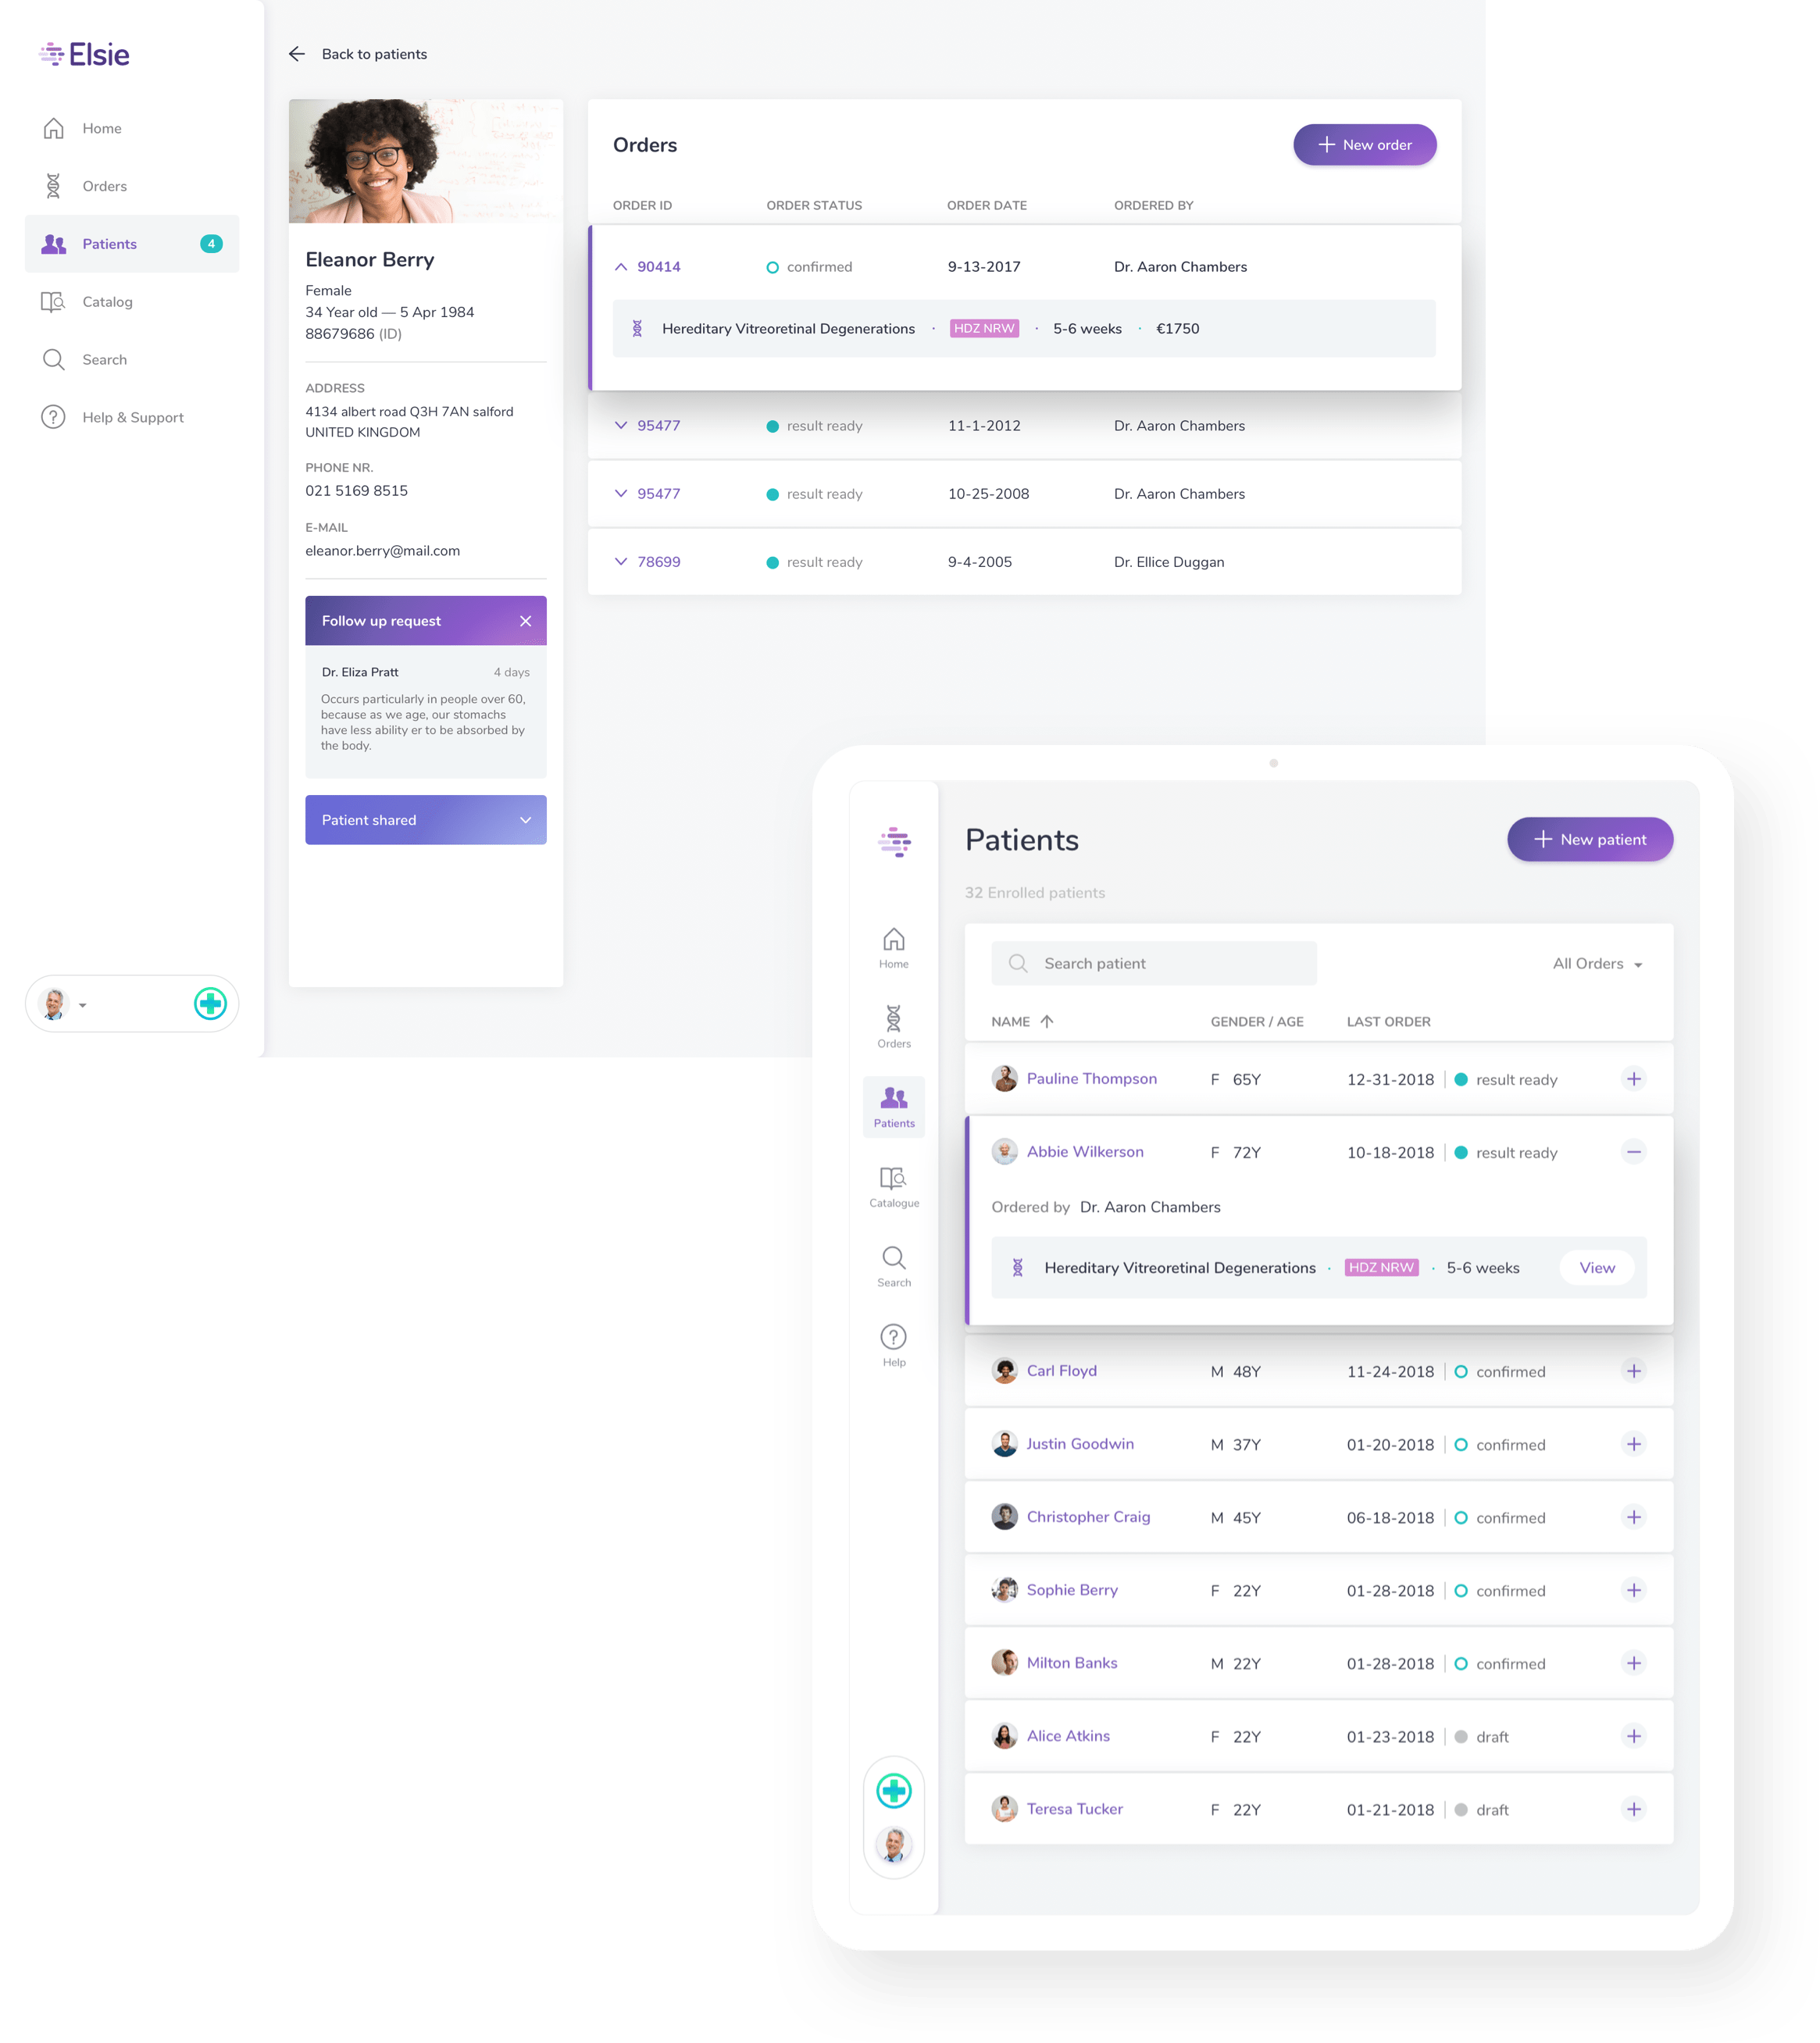 Elsie
Home
Orders
Patients 4
Catalog
Search
Help & Support
Back to patients
Eleanor Berry
Female
34 Year old — 5 Apr 1984
88679686 (ID)
ADDRESS
4134 albert road Q3H 7AN salford
UNITED KINGDOM
PHONE NR.
021 5169 8515
E-MAIL
eleanor.berry@mail.com
Follow up request
Dr. Eliza Pratt 4 days
Occurs particularly in people over 60,
because as we age, our stomachs
have less ability er to be absorbed by
the body.
Patient shared
Orders
New order
ORDER ID ORDER STATUS ORDER DATE ORDERED BY
90414 confirmed 9-13-2017 Dr. Aaron Chambers
Hereditary Vitreoretinal Degenerations · HDZ NRW · 5-6 weeks · €1750
95477 result ready 11-1-2012 Dr. Aaron Chambers
95477 result ready 10-25-2008 Dr. Aaron Chambers
78699 result ready 9-4-2005 Dr. Ellice Duggan
Home
Orders
Patients
Catalogue
Search
Help
Patients
New patient
32 Enrolled patients
Search patient All Orders
NAME GENDER / AGE LAST ORDER
Pauline Thompson F 65Y 12-31-2018 result ready
Abbie Wilkerson F 72Y 10-18-2018 result ready
Ordered by Dr. Aaron Chambers
Hereditary Vitreoretinal Degenerations · HDZ NRW · 5-6 weeks View
Carl Floyd M 48Y 11-24-2018 confirmed
Justin Goodwin M 37Y 01-20-2018 confirmed
Christopher Craig M 45Y 06-18-2018 confirmed
Sophie Berry F 22Y 01-28-2018 confirmed
Milton Banks M 22Y 01-28-2018 confirmed
Alice Atkins F 22Y 01-23-2018 draft
Teresa Tucker F 22Y 01-21-2018 draft